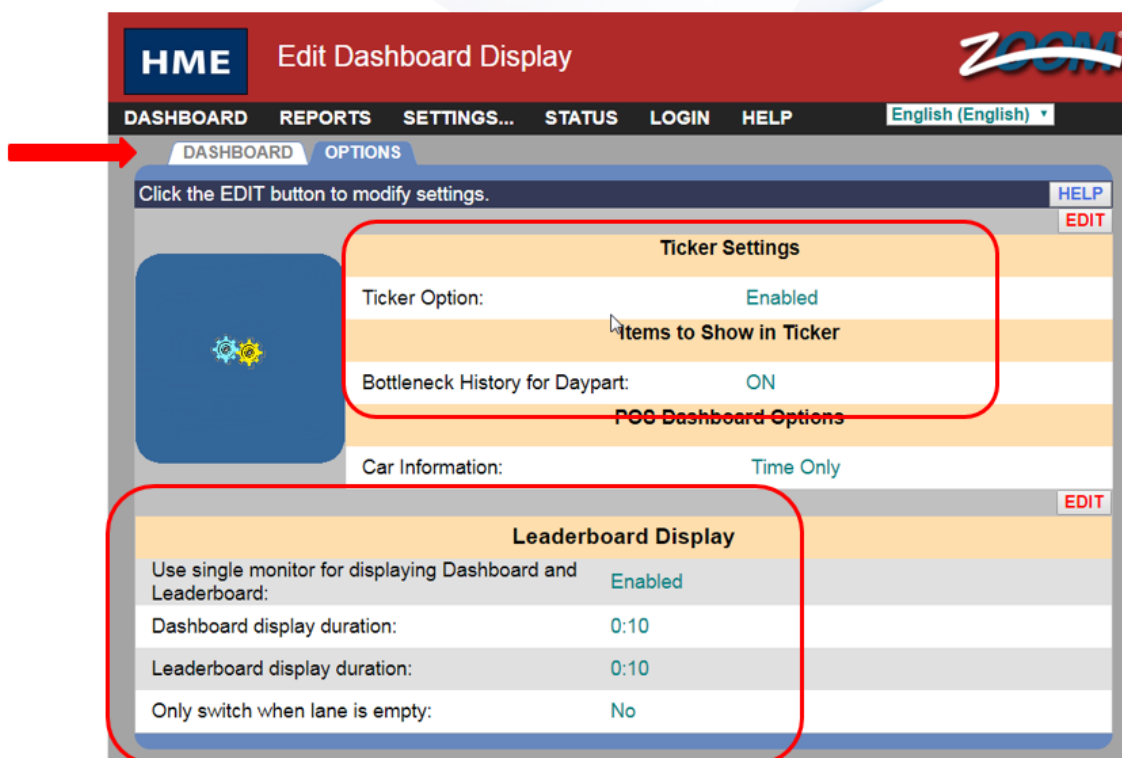 HME Edit Dashboard Display ZOOM
DASHBOARD REPORTS SETTINGS... STATUS LOGIN HELP English (English)
DASHBOARD OPTIONS
Click the EDIT button to modify settings. HELP
EDIT
Ticker Settings
Ticker Option: Enabled
Items to Show in Ticker
Bottleneck History for Daypart: ON
POS Dashboard Options
Car Information: Time Only
EDIT
Leaderboard Display
Use single monitor for displaying Dashboard and
Leaderboard: Enabled
Dashboard display duration: 0:10
Leaderboard display duration: 0:10
Only switch when lane is empty: No